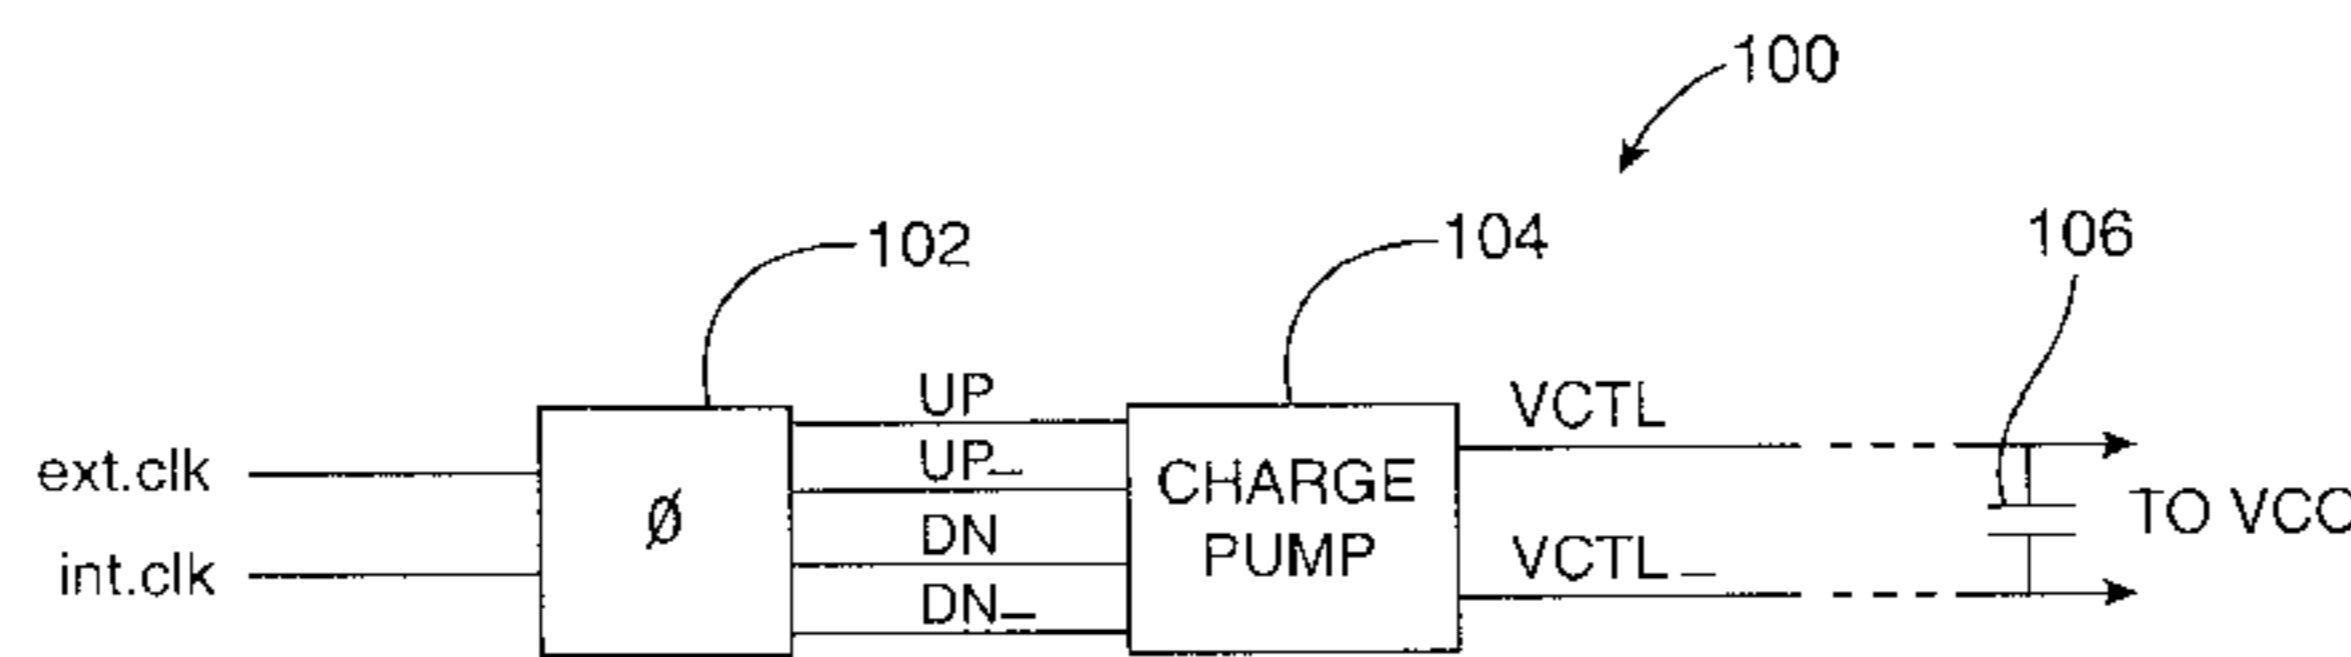 100
102
104
106
UP
VCTL
ext.clk
UP_
CHARGE
PUMP
Ø
DN
TO VCO
int.clk
VCTL_
DN_